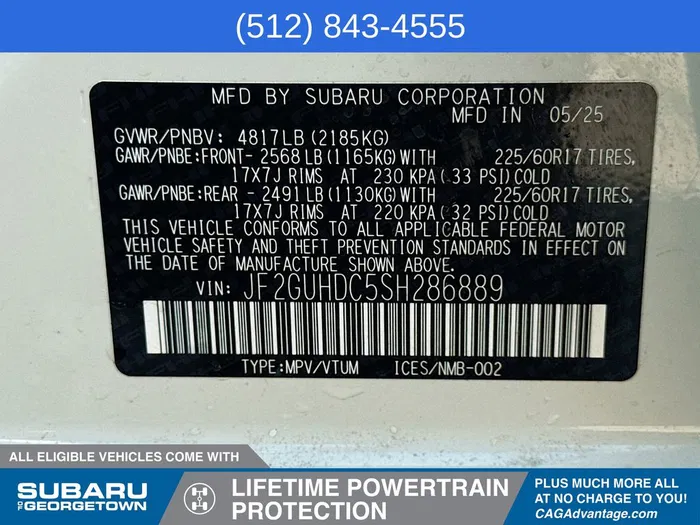 (512) 843-4555
MFD BY SUBARU CORPORATION
MFD IN 05/25
GVWR/PNBV: 4817LB (2185KG)
GAWR/PNBE:FRONT- 2568 LB (1165KG) WITH 225/60R17 TIRES,
17X7J RIMS AT 230 KPA ( 33 PSI) COLD
GAWR/PNBE:REAR - 2491 LB (1130KG) WITH 225/60R17 TIRES,
17X7J RIMS AT 220 KPA ( 32 PSI) COLD
THIS VEHICLE CONFORMS TO ALL APPLICABLE FEDERAL MOTOR
VEHICLE SAFETY AND THEFT PREVENTION STANDARDS IN EFFECT ON
THE DATE OF MANUFACTURE SHOWN ABOVE.
VIN: JF2GUHDC5SH286889
TYPE:MPV/VTUM ICES/NMB-002
ALL ELIGIBLE VEHICLES COME WITH
SUBARU
OF GEORGETOWN
LIFETIME POWERTRAIN
PROTECTION
PLUS MUCH MORE ALL
AT NO CHARGE TO YOU!
CAGAdvantage.com